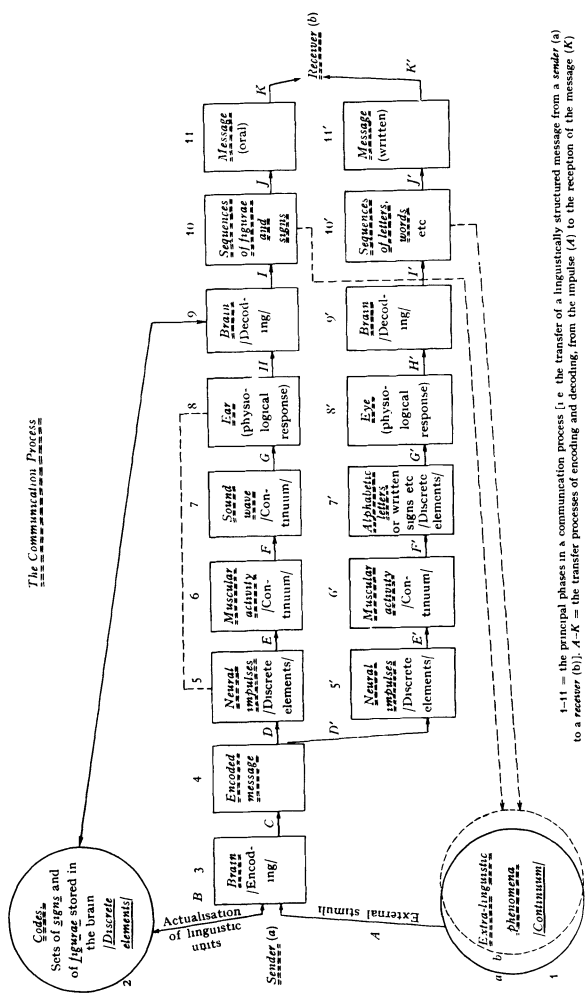 The Communication Process
Codes.
Sets of signs and
of figurae stored in
the brain
/Discrete
elements/
2
Actualisation
of linguistic
units
Sender (a)
External stimuli
A
a
b
Extra-linguistic
phenomena
/Continuum/
1
B
3
Brain
/Encod-
ing/
C
4
Encoded
message
D
5
Neural
impulses
/Discrete
elements/
E
6
Muscular
activity
/Con-
tinuum/
F
7
Sound
wave
/Con-
tinuum/
G
8
Ear
(physio-
logical
response)
H
9
Brain
/Decod-
ing/
I
10
Sequences
of figurae
and
signs
J
11
Message
(oral)
K
Receiver (b)
D'
5'
Neural
impulses
/Discrete
elements/
E'
6'
Muscular
activity
/Con-
tinuum/
F'
7'
Alphabetic
letters
or written
signs etc
/Discrete
elements/
G'
8'
Eye
(physio-
logical
response)
H'
9'
Brain
/Decod-
ing/
I'
10'
Sequences
of letters,
words
etc
J'
11'
Message
(written)
K'
1–11 = the principal phases in a communication process [i e the transfer of a linguistically structured message from a sender (a)
to a receiver (b)]. A–K = the transfer processes of encoding and decoding, from the impulse (A) to the reception of the message (K)